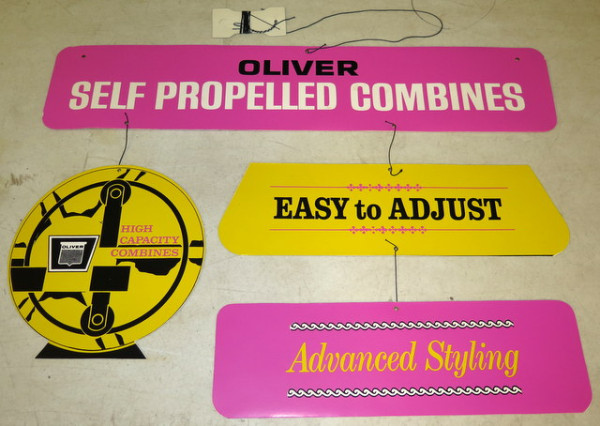 OLIVER
SELF PROPELLED COMBINES
HIGH
CAPACITY
COMBINES
OLIVER
EASY to ADJUST
Advanced Styling